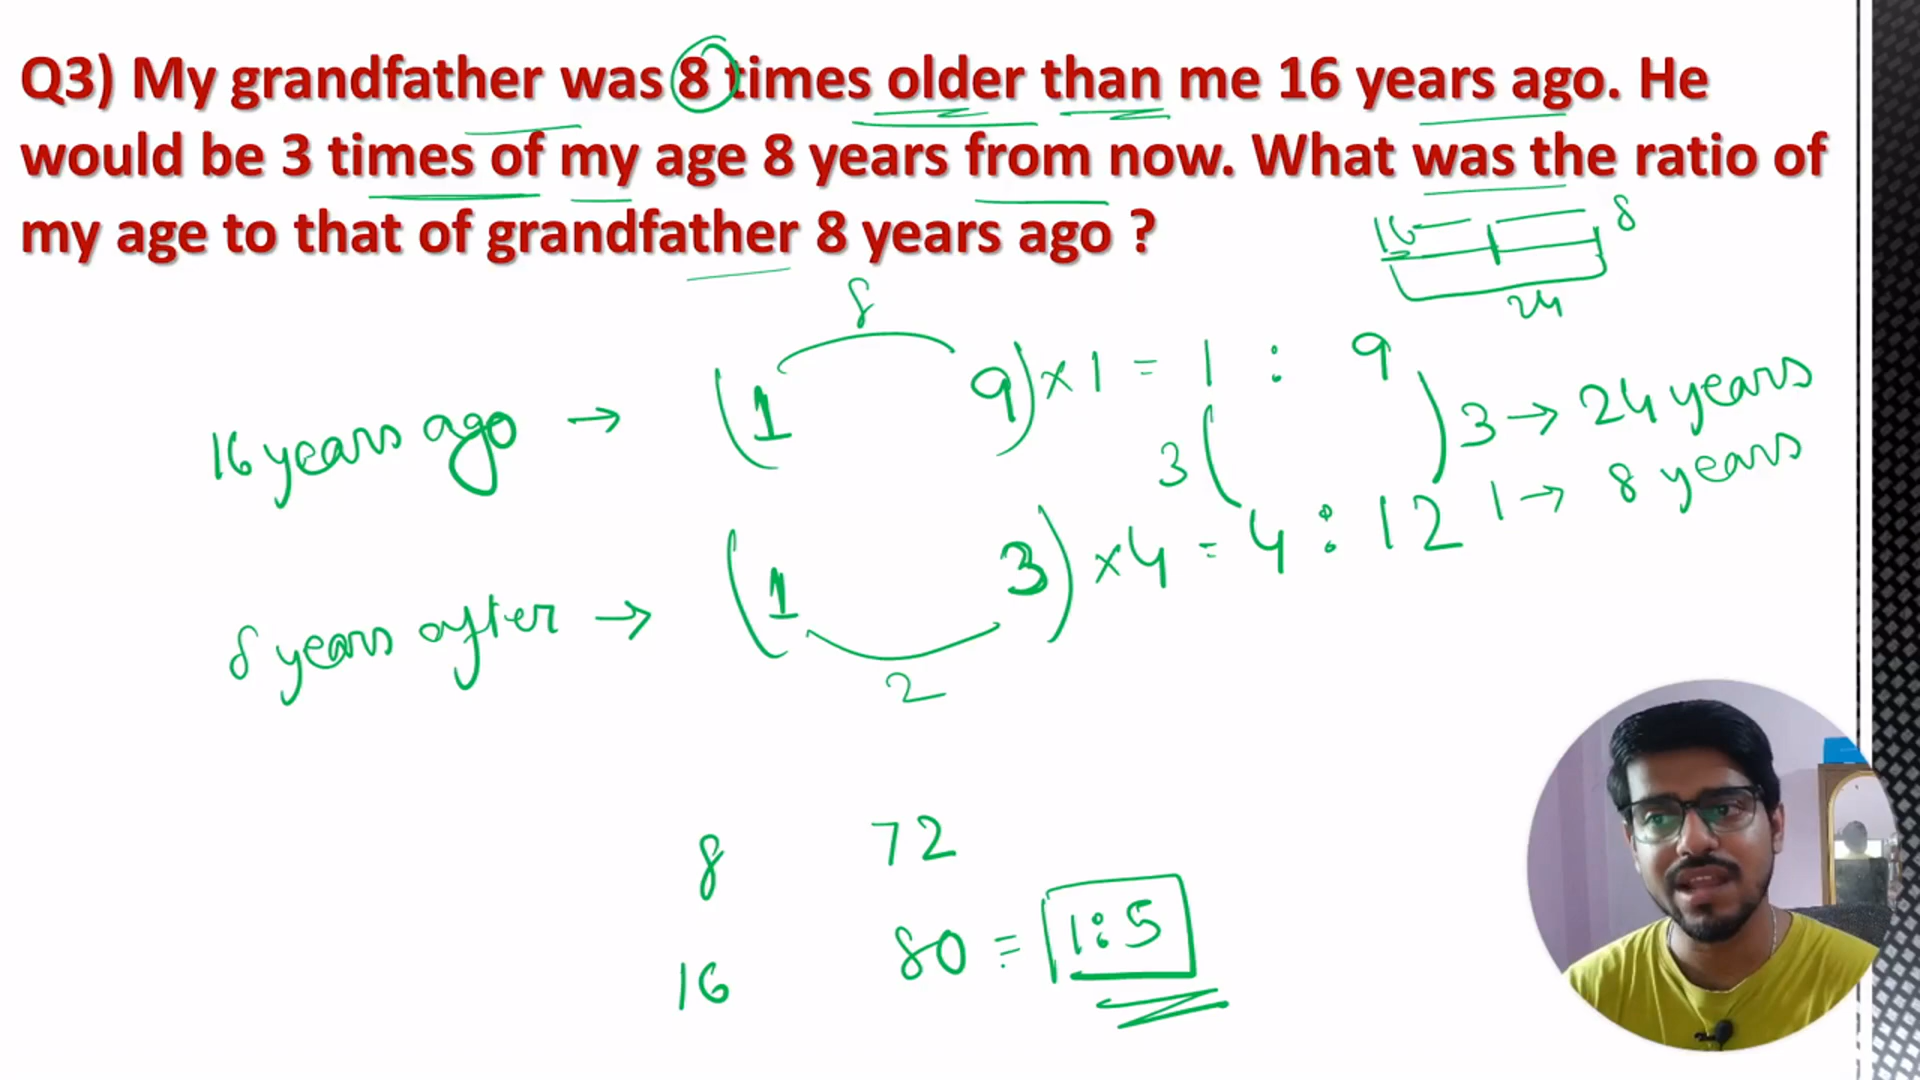 Q3) My grandfather was 8 times older than me 16 years ago. He
would be 3 times of my age 8 years from now. What was the ratio of
my age to that of grandfather 8 years ago ?
16 8
24
8
16 years ago → (1 9) × 1 = 1 : 9
3 3 → 24 years
8 years after → (1 3) × 4 = 4 : 12 1 → 8 years
2
8 72
16 80 = 1:5